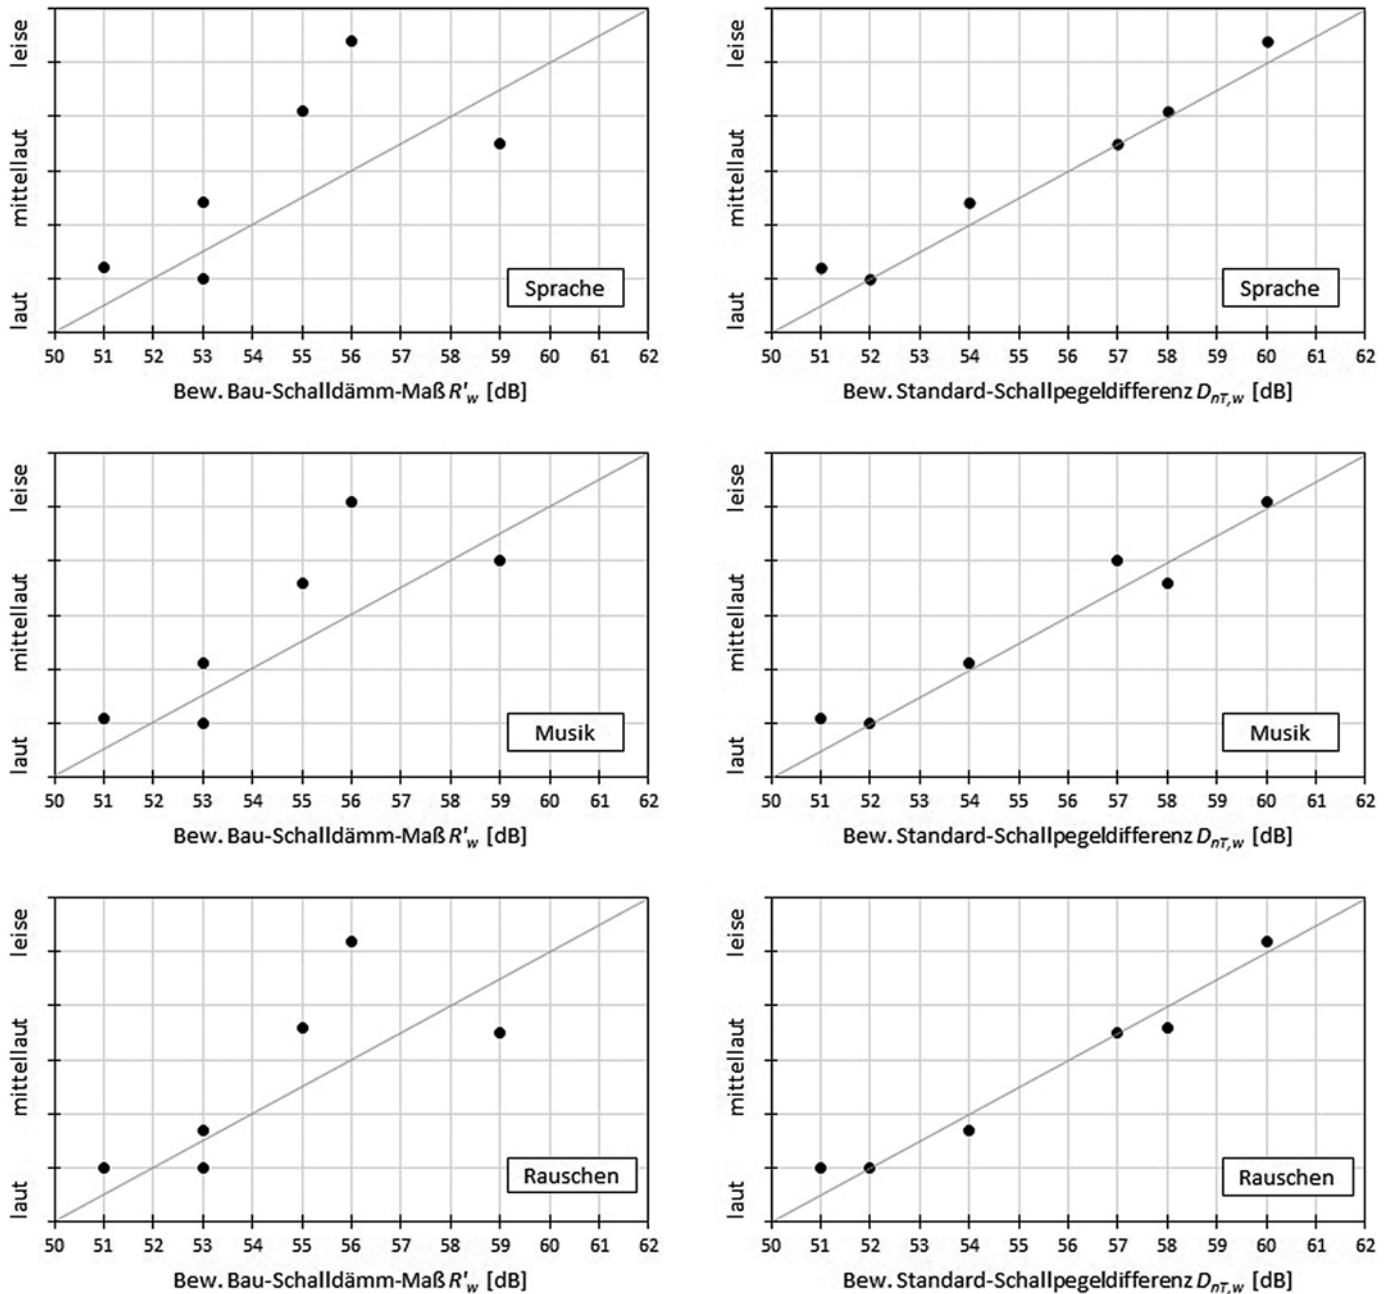 leise
mittellaut
laut
Sprache
50 51 52 53 54 55 56 57 58 59 60 61 62
Bew. Bau-Schalldämm-Maß R'w [dB]
leise
mittellaut
laut
Sprache
50 51 52 53 54 55 56 57 58 59 60 61 62
Bew. Standard-Schallpegeldifferenz DnT,w [dB]
leise
mittellaut
laut
Musik
50 51 52 53 54 55 56 57 58 59 60 61 62
Bew. Bau-Schalldämm-Maß R'w [dB]
leise
mittellaut
laut
Musik
50 51 52 53 54 55 56 57 58 59 60 61 62
Bew. Standard-Schallpegeldifferenz DnT,w [dB]
leise
mittellaut
laut
Rauschen
50 51 52 53 54 55 56 57 58 59 60 61 62
Bew. Bau-Schalldämm-Maß R'w [dB]
leise
mittellaut
laut
Rauschen
50 51 52 53 54 55 56 57 58 59 60 61 62
Bew. Standard-Schallpegeldifferenz DnT,w [dB]